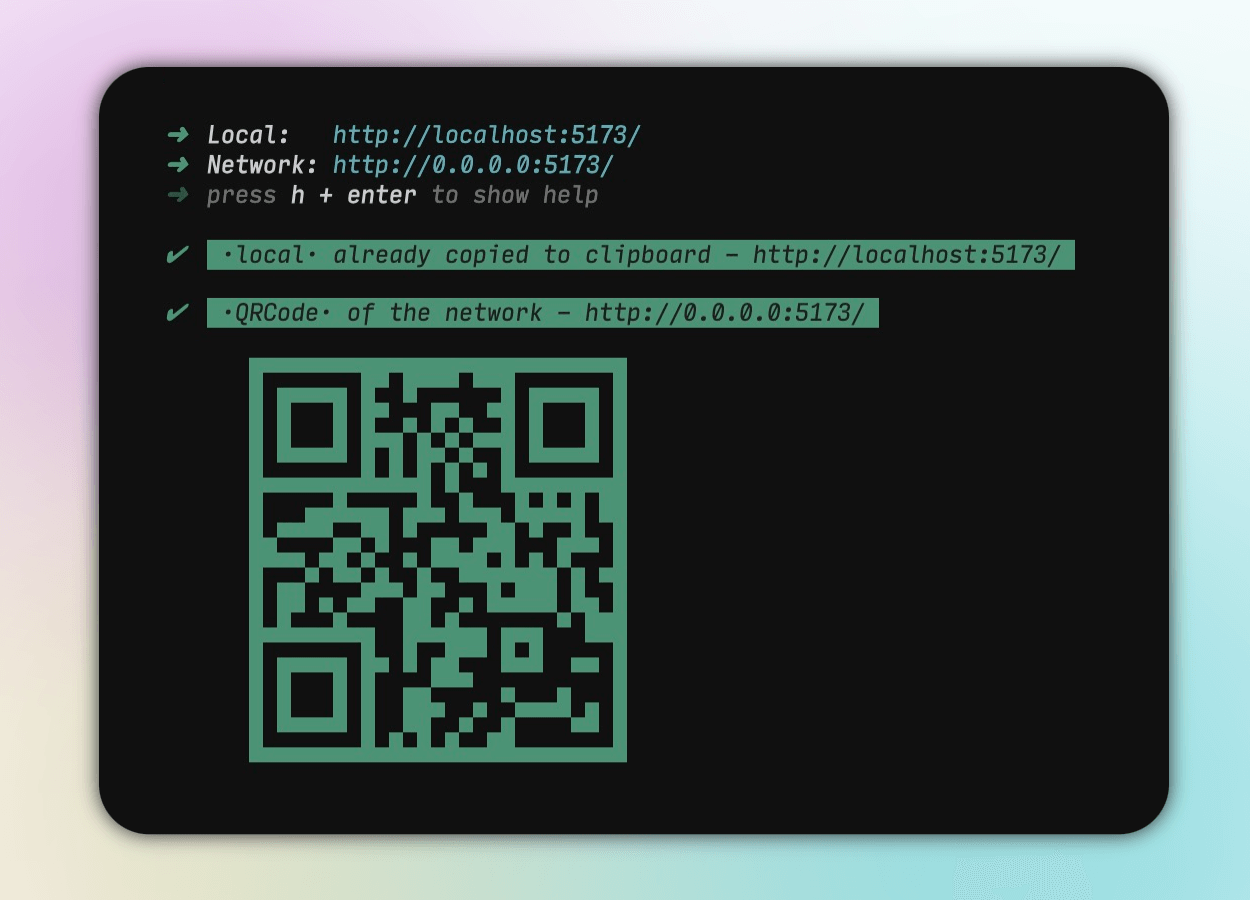 ➜ Local: http://localhost:5173/
➜ Network: http://0.0.0.0:5173/
➜ press h + enter to show help
✔ ·local· already copied to clipboard – http://localhost:5173/
✔ ·QRCode· of the network – http://0.0.0.0:5173/